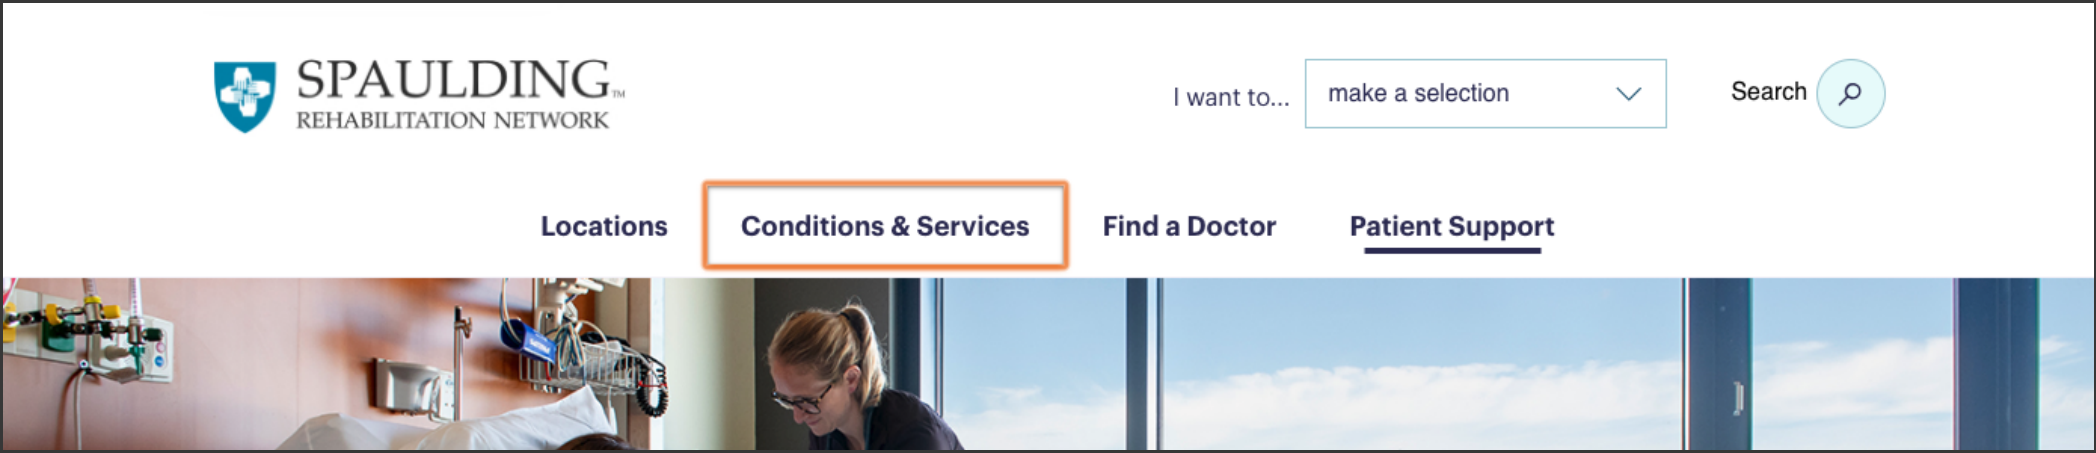 SPAULDING™
REHABILITATION NETWORK
I want to...
make a selection
Search
Locations
Conditions & Services
Find a Doctor
Patient Support